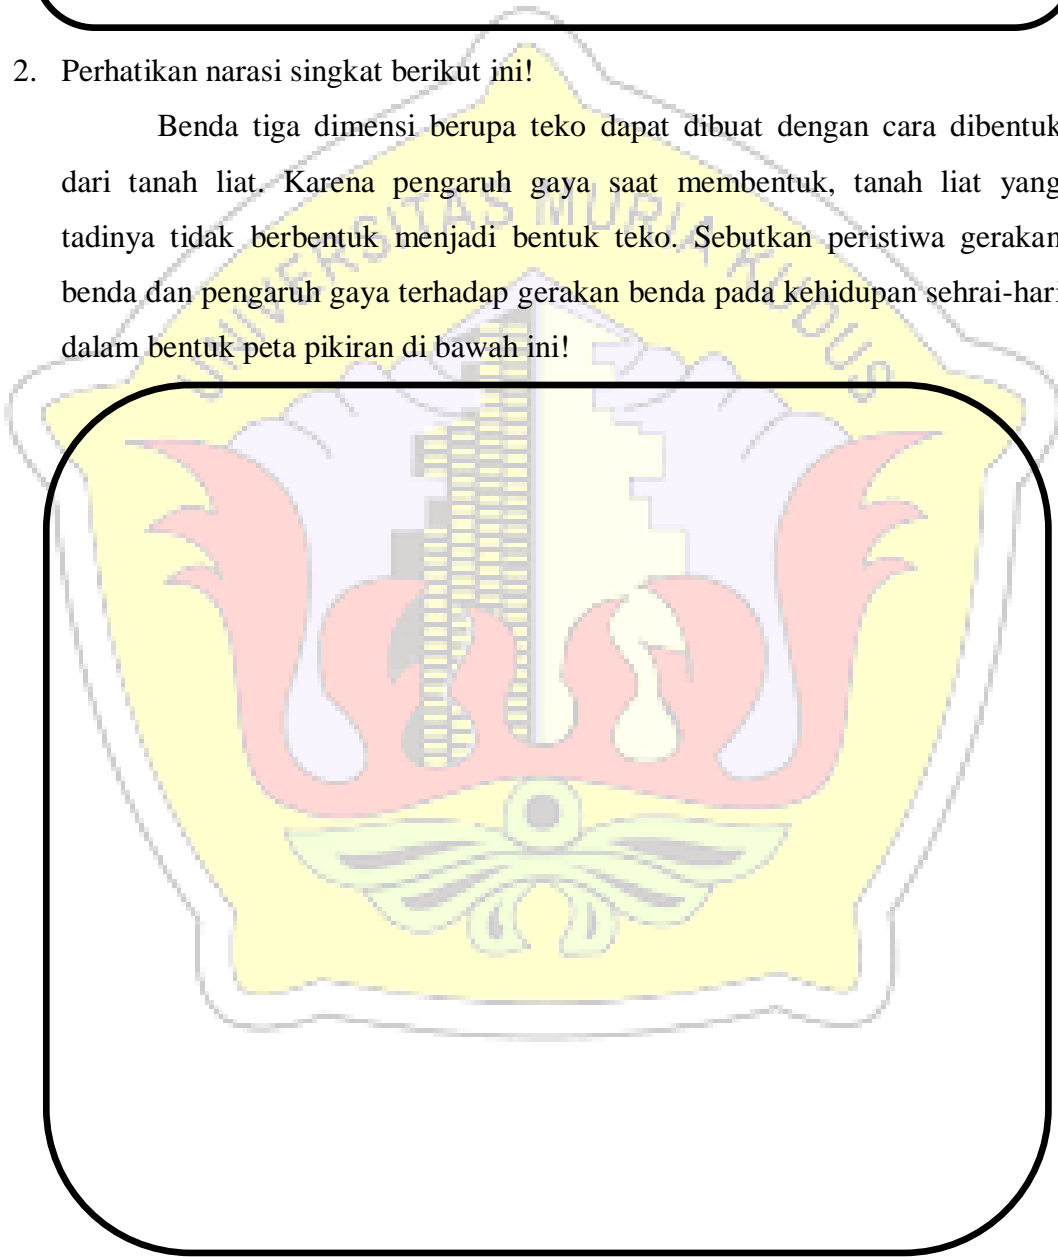 2. Perhatikan narasi singkat berikut ini!
Benda tiga dimensi berupa teko dapat dibuat dengan cara dibentuk
dari tanah liat. Karena pengaruh gaya saat membentuk, tanah liat yang
tadinya tidak berbentuk menjadi bentuk teko. Sebutkan peristiwa gerakan
benda dan pengaruh gaya terhadap gerakan benda pada kehidupan sehrai-hari
dalam bentuk peta pikiran di bawah ini!
UNIVERSITAS MURIA KUDUS